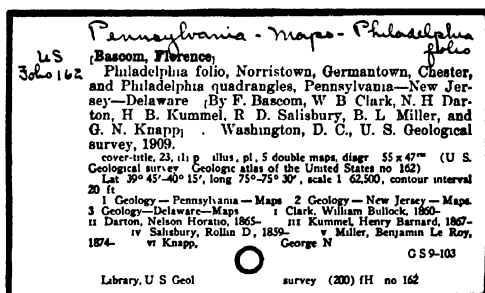 Pennsylvania - Maps - Philadelphia
folio
US
Folio 162
[Bascom, Florence]
Philadelphia folio, Norristown, Germantown, Chester,
and Philadelphia quadrangles, Pennsylvania—New Jer-
sey—Delaware [By F. Bascom, W B Clark, N. H Dar-
ton, H B. Kummel, R D. Salisbury, B. L Miller, and
G. N. Knapp] . Washington, D. C., U. S. Geological
survey, 1909.
cover-title, 23, [1] p illus, pl, 5 double maps, diagr 55 x 47cm (U S.
Geological survey Geologic atlas of the United States no 162)
Lat 39° 45'-40° 15', long 75°-75° 30', scale 1 62,500, contour interval
20 ft
1 Geology — Pennsylvania — Maps 2 Geology — New Jersey — Maps.
3 Geology—Delaware—Maps I Clark, William Bullock, 1860-
II Darton, Nelson Horatio, 1865- III Kummel, Henry Barnard, 1867-
IV Salisbury, Rollin D, 1859- V Miller, Benjamin Le Roy,
1874- VI Knapp, George N
G S 9-103
Library, U S Geol survey (200) fH no 162